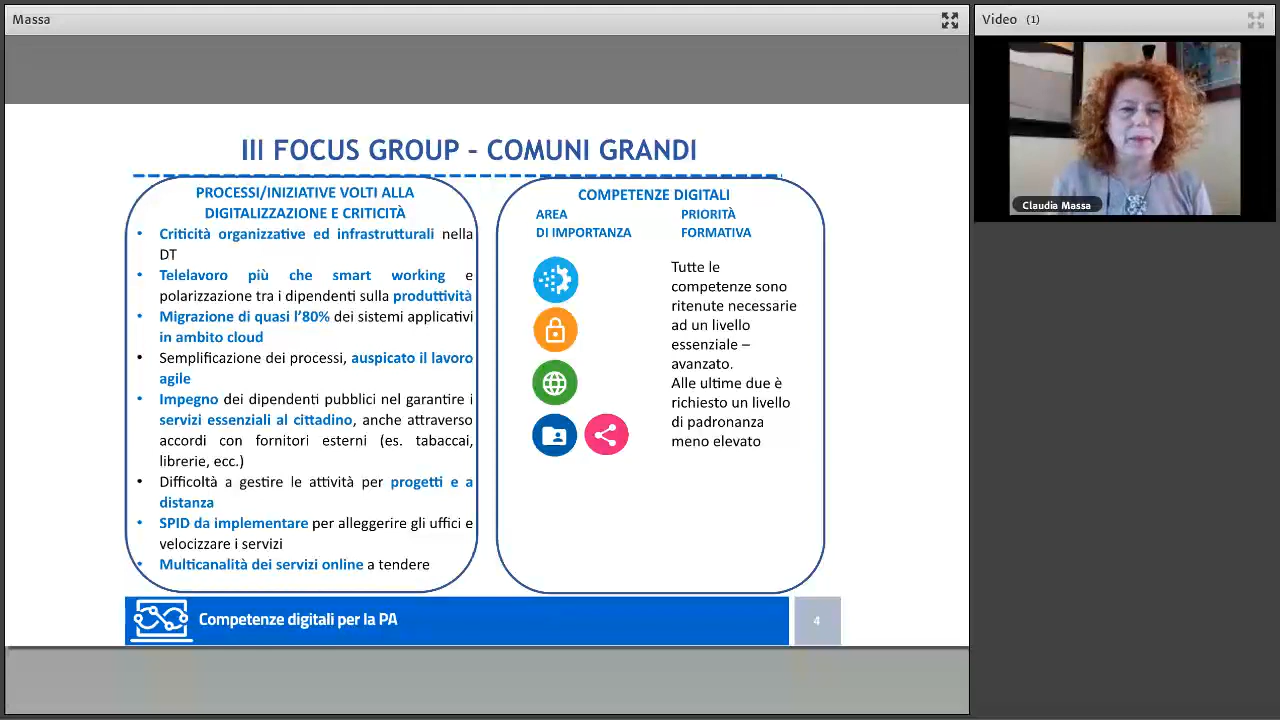 Massa
Video (1)
III FOCUS GROUP - COMUNI GRANDI
PROCESSI/INIZIATIVE VOLTI ALLA
DIGITALIZZAZIONE E CRITICITÀ
• Criticità organizzative ed infrastrutturali nella
DT
• Telelavoro più che smart working e
polarizzazione tra i dipendenti sulla produttività
• Migrazione di quasi l'80% dei sistemi applicativi
in ambito cloud
• Semplificazione dei processi, auspicato il lavoro
agile
• Impegno dei dipendenti pubblici nel garantire i
servizi essenziali al cittadino, anche attraverso
accordi con fornitori esterni (es. tabaccai,
librerie, ecc.)
• Difficoltà a gestire le attività per progetti e a
distanza
• SPID da implementare per alleggerire gli uffici e
velocizzare i servizi
• Multicanalità dei servizi online a tendere
COMPETENZE DIGITALI
AREA
DI IMPORTANZA
PRIORITÀ
FORMATIVA
Tutte le
competenze sono
ritenute necessarie
ad un livello
essenziale –
avanzato.
Alle ultime due è
richiesto un livello
di padronanza
meno elevato
Competenze digitali per la PA
4
Claudia Massa